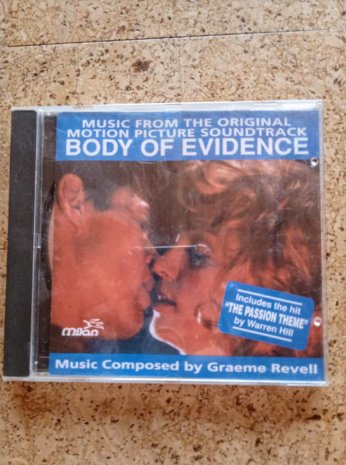 MUSIC FROM THE ORIGINAL
MOTION PICTURE SOUNDTRACK
BODY OF EVIDENCE
Includes the hit
"THE PASSION THEME"
by Warren Hill
milan
Music Composed by Graeme Revell